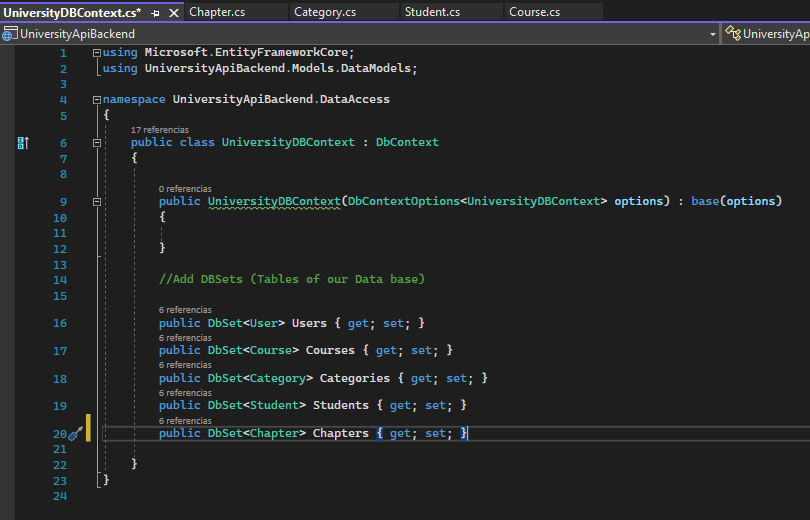 UniversityDBContext.cs* Chapter.cs Category.cs Student.cs Course.cs
UniversityApiBackend UniversityAp
1 using Microsoft.EntityFrameworkCore;
2 using UniversityApiBackend.Models.DataModels;
3
4 namespace UniversityApiBackend.DataAccess
5 {
17 referencias
6 public class UniversityDBContext : DbContext
7 {
8
0 referencias
9 public UniversityDBContext(DbContextOptions<UniversityDBContext> options) : base(options)
10 {
11
12 }
13
14 //Add DBSets (Tables of our Data base)
15
6 referencias
16 public DbSet<User> Users { get; set; }
6 referencias
17 public DbSet<Course> Courses { get; set; }
6 referencias
18 public DbSet<Category> Categories { get; set; }
6 referencias
19 public DbSet<Student> Students { get; set; }
6 referencias
20 public DbSet<Chapter> Chapters { get; set; }
21
22 }
23 }
24